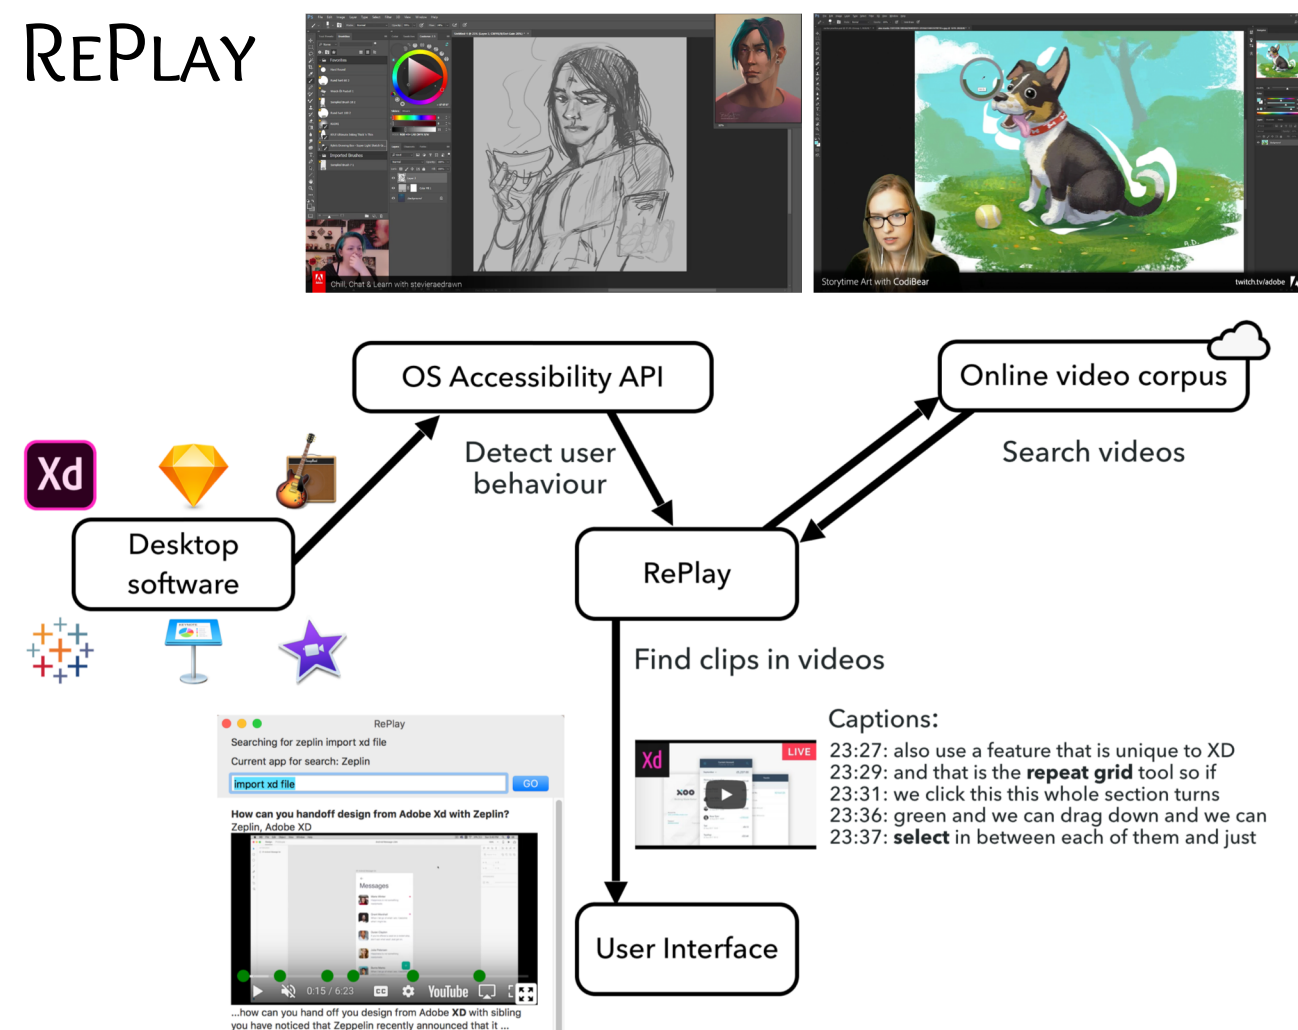 REPLAY
Chill, Chat & Learn with stevieraedrawn
Storytime Art with CodiBear
twitch.tv/adobe
OS Accessibility API
Online video corpus
Detect user
behaviour
Search videos
Xd
Desktop
software
RePlay
Find clips in videos
RePlay
Searching for zeplin import xd file
Current app for search: Zeplin
import xd file
GO
How can you handoff design from Adobe Xd with Zeplin?
Zeplin, Adobe XD
Messages
0:15 / 6:23
CC
YouTube
...how can you hand off you design from Adobe XD with sibling
you have noticed that Zeppelin recently announced that it ...
Xd
LIVE
Captions:
23:27: also use a feature that is unique to XD
23:29: and that is the repeat grid tool so if
23:31: we click this this whole section turns
23:36: green and we can drag down and we can
23:37: select in between each of them and just
User Interface